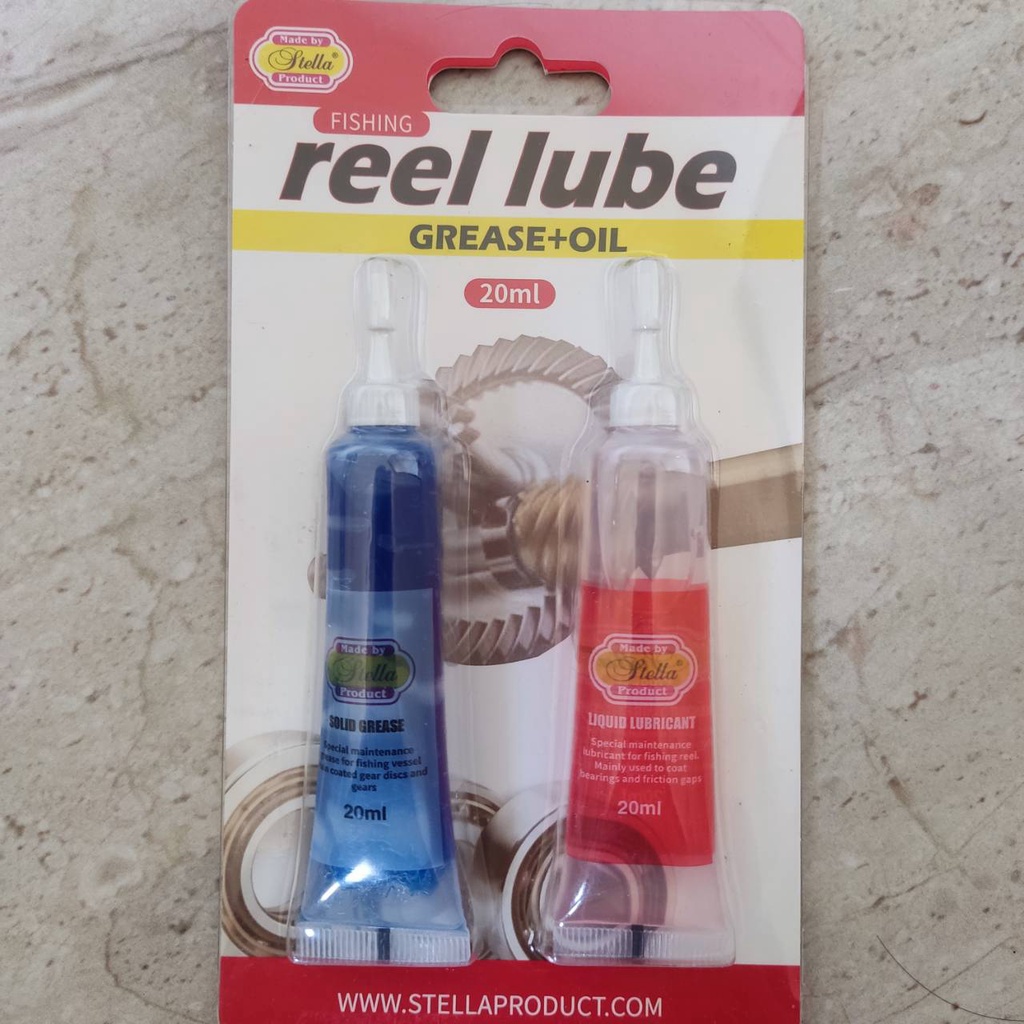 Made by
Stella®
Product
FISHING
reel lube
GREASE+OIL
20ml
Made by
Stella
Product
SOLID GREASE
Special maintenance
grease for fishing vessel
coated gear discs and
gears
20ml
Made by
Stella®
Product
LIQUID LUBRICANT
Special maintenance
lubricant for fishing reel.
Mainly used to coat
bearings and friction gaps
20ml
WWW.STELLAPRODUCT.COM